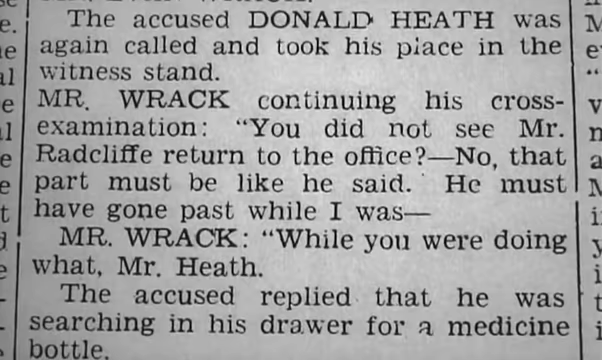 The accused DONALD HEATH was
again called and took his place in the
witness stand.
MR. WRACK continuing his cross-
examination: "You did not see Mr.
Radcliffe return to the office?—No, that
part must be like he said. He must
have gone past while I was—
MR. WRACK: "While you were doing
what, Mr. Heath.
The accused replied that he was
searching in his drawer for a medicine
bottle.